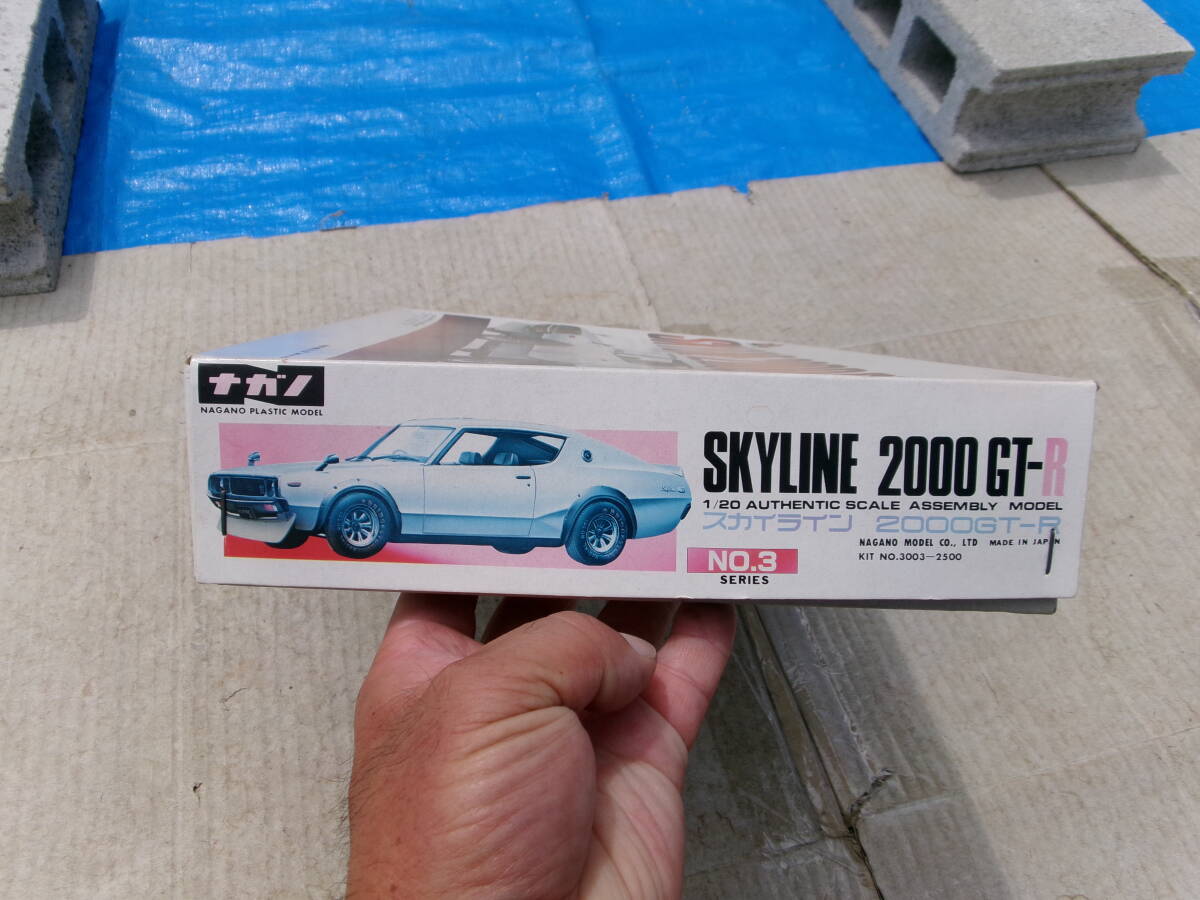 ナガノ
NAGANO PLASTIC MODEL
SKYLINE 2000 GT-R
1/20 AUTHENTIC SCALE ASSEMBLY MODEL
スカイライン 2000GT-R
NAGANO MODEL CO., LTD MADE IN JAPAN
KIT NO.3003-2500
NO.3
SERIES